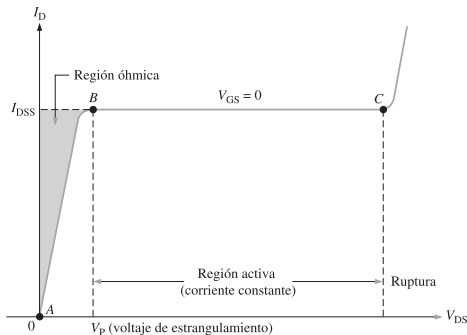 I_D
Región óhmica
I_DSS
B
V_GS = 0
C
Región activa
(corriente constante)
Ruptura
A
0
V_P (voltaje de estrangulamiento)
V_DS